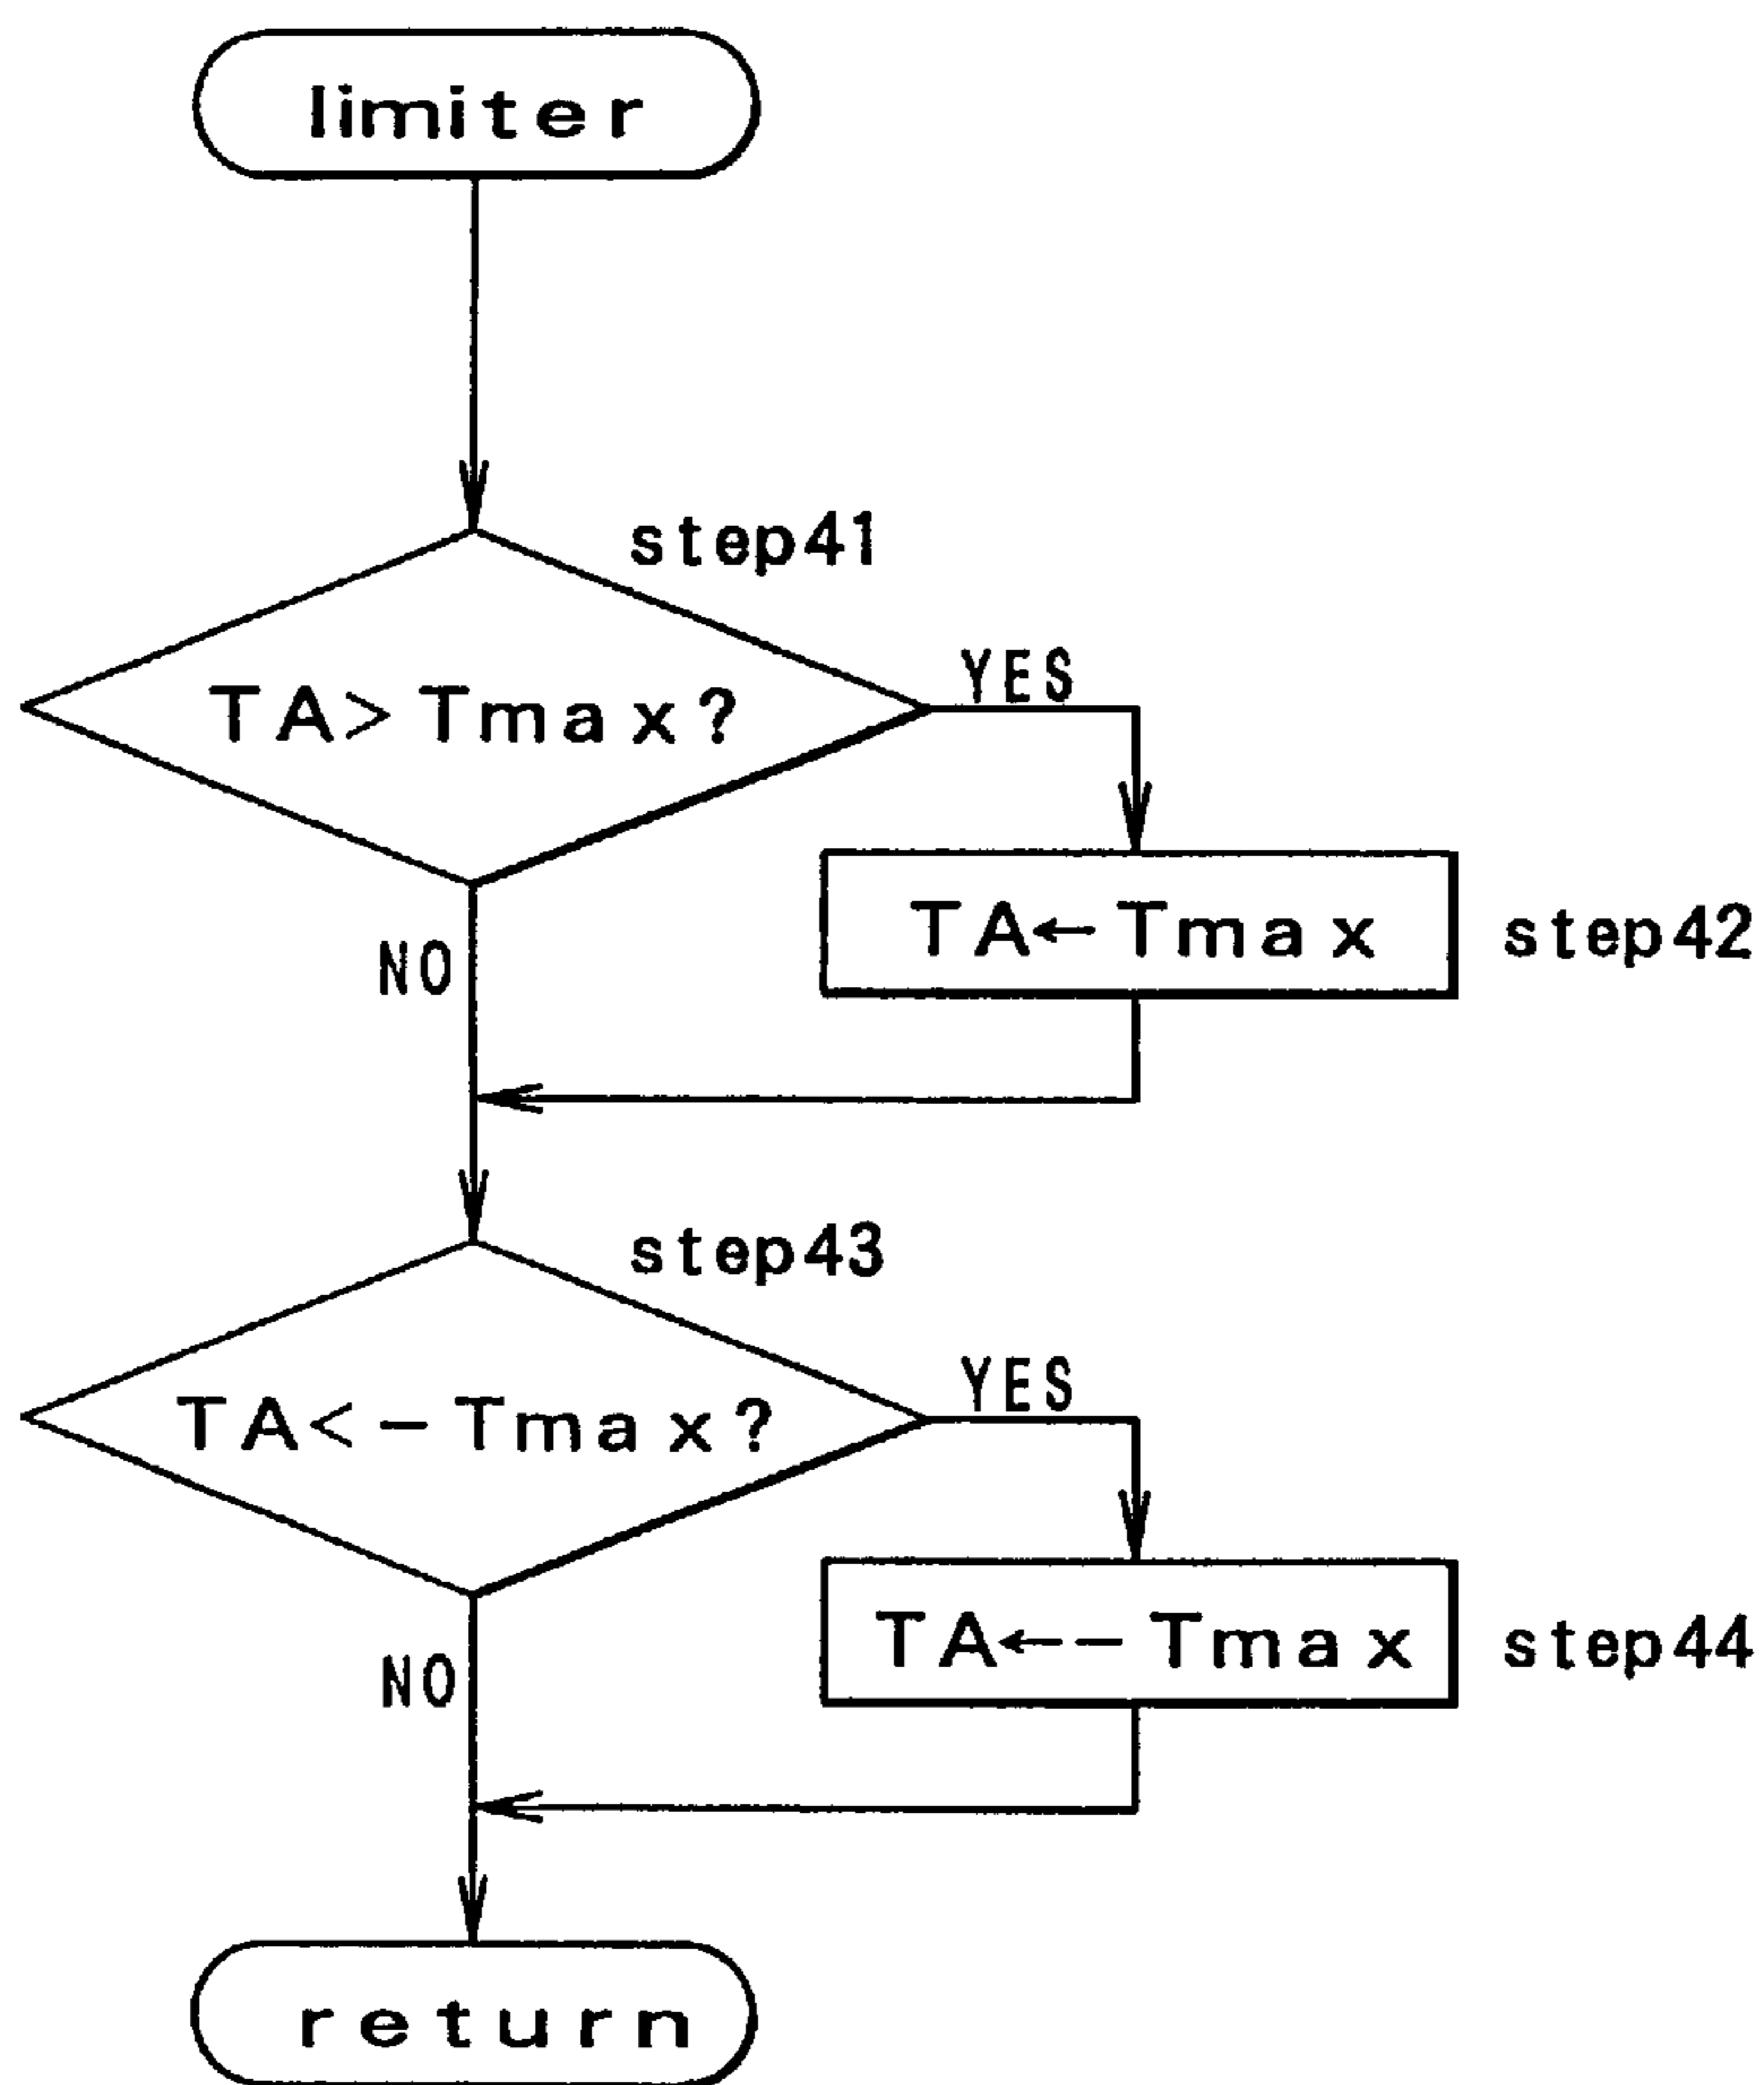 limiter
step41
TA>Tmax?
YES
TA←Tmax
step42
NO
step43
TA<-Tmax?
YES
TA←-Tmax
step44
NO
return